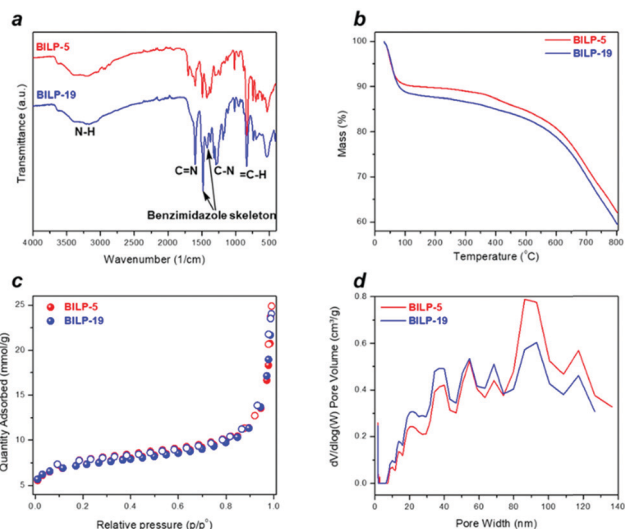 a
BILP-5
BILP-19
N-H
C=N
C-N
=C-H
Benzimidazole skeleton
Transmittance (a.u.)
4000 3500 3000 2500 2000 1500 1000 500
Wavenumber (1/cm)
b
BILP-5
BILP-19
Mass (%)
100
90
80
70
60
0 100 200 300 400 500 600 700 800
Temperature (°C)
c
BILP-5
BILP-19
Quantity Adsorbed (mmol/g)
25
20
15
10
5
0.0 0.2 0.4 0.6 0.8 1.0
Relative pressure (p/p°)
d
BILP-5
BILP-19
dV/dlog(W) Pore Volume (cm³/g)
0.8
0.6
0.4
0.2
0.0
0 20 40 60 80 100 120 140
Pore Width (nm)